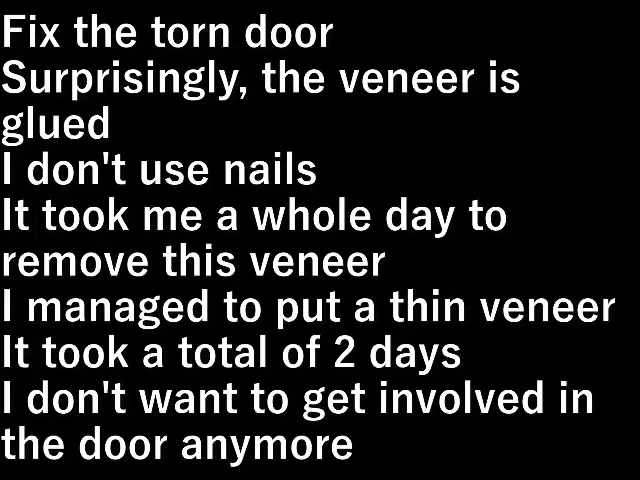 Fix the torn door
Surprisingly, the veneer is
glued
I don't use nails
It took me a whole day to
remove this veneer
I managed to put a thin veneer
It took a total of 2 days
I don't want to get involved in
the door anymore